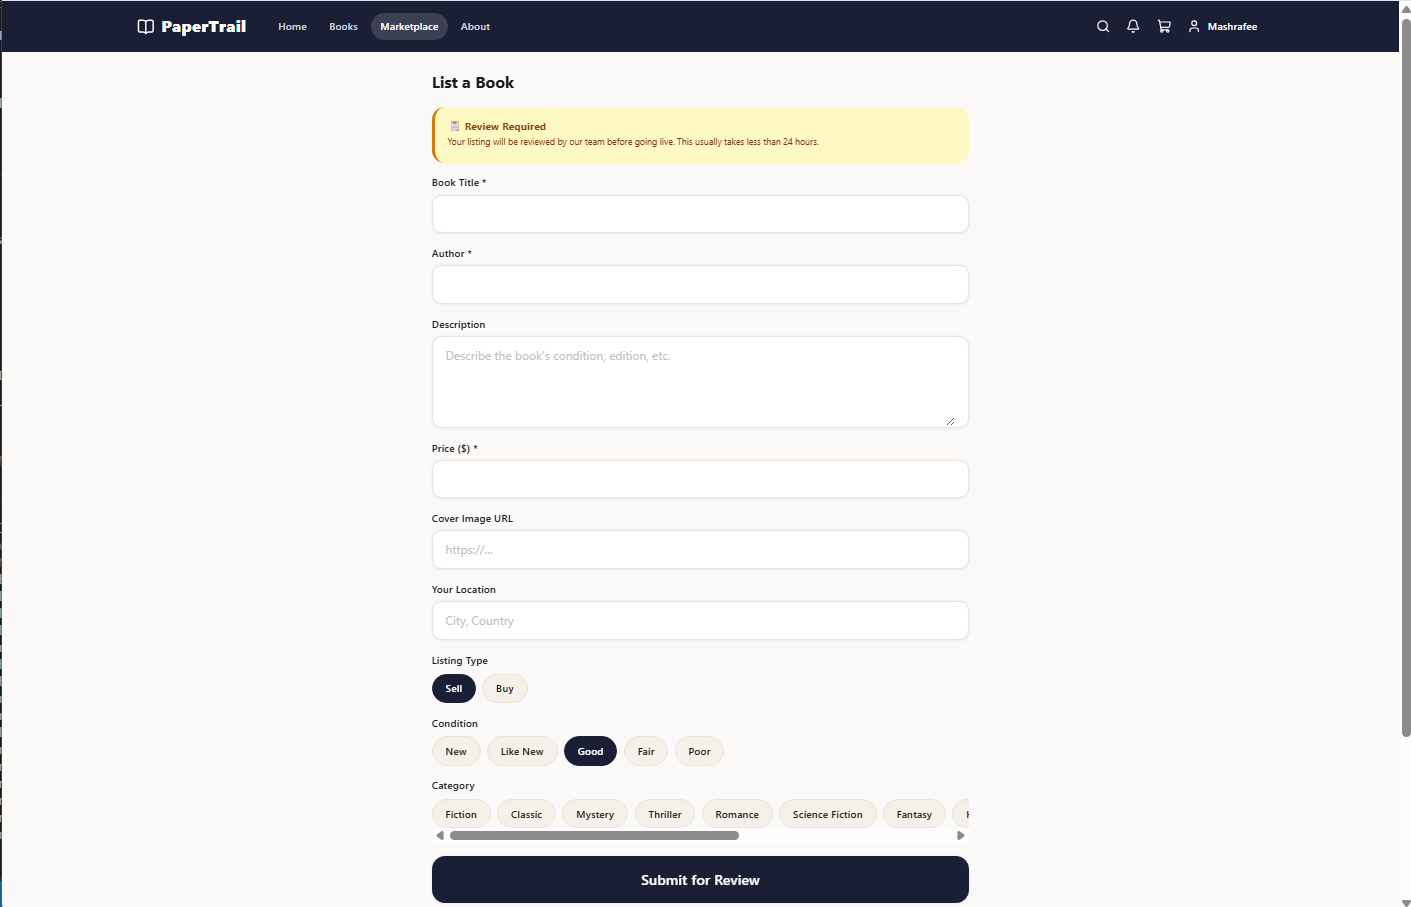 PaperTrail Home Books Marketplace About Mashrafee
List a Book
Review Required
Your listing will be reviewed by our team before going live. This usually takes less than 24 hours.
Book Title *
Author *
Description
Describe the book's condition, edition, etc.
Price ($) *
Cover Image URL
https://...
Your Location
City, Country
Listing Type
Sell Buy
Condition
New Like New Good Fair Poor
Category
Fiction Classic Mystery Thriller Romance Science Fiction Fantasy
Submit for Review